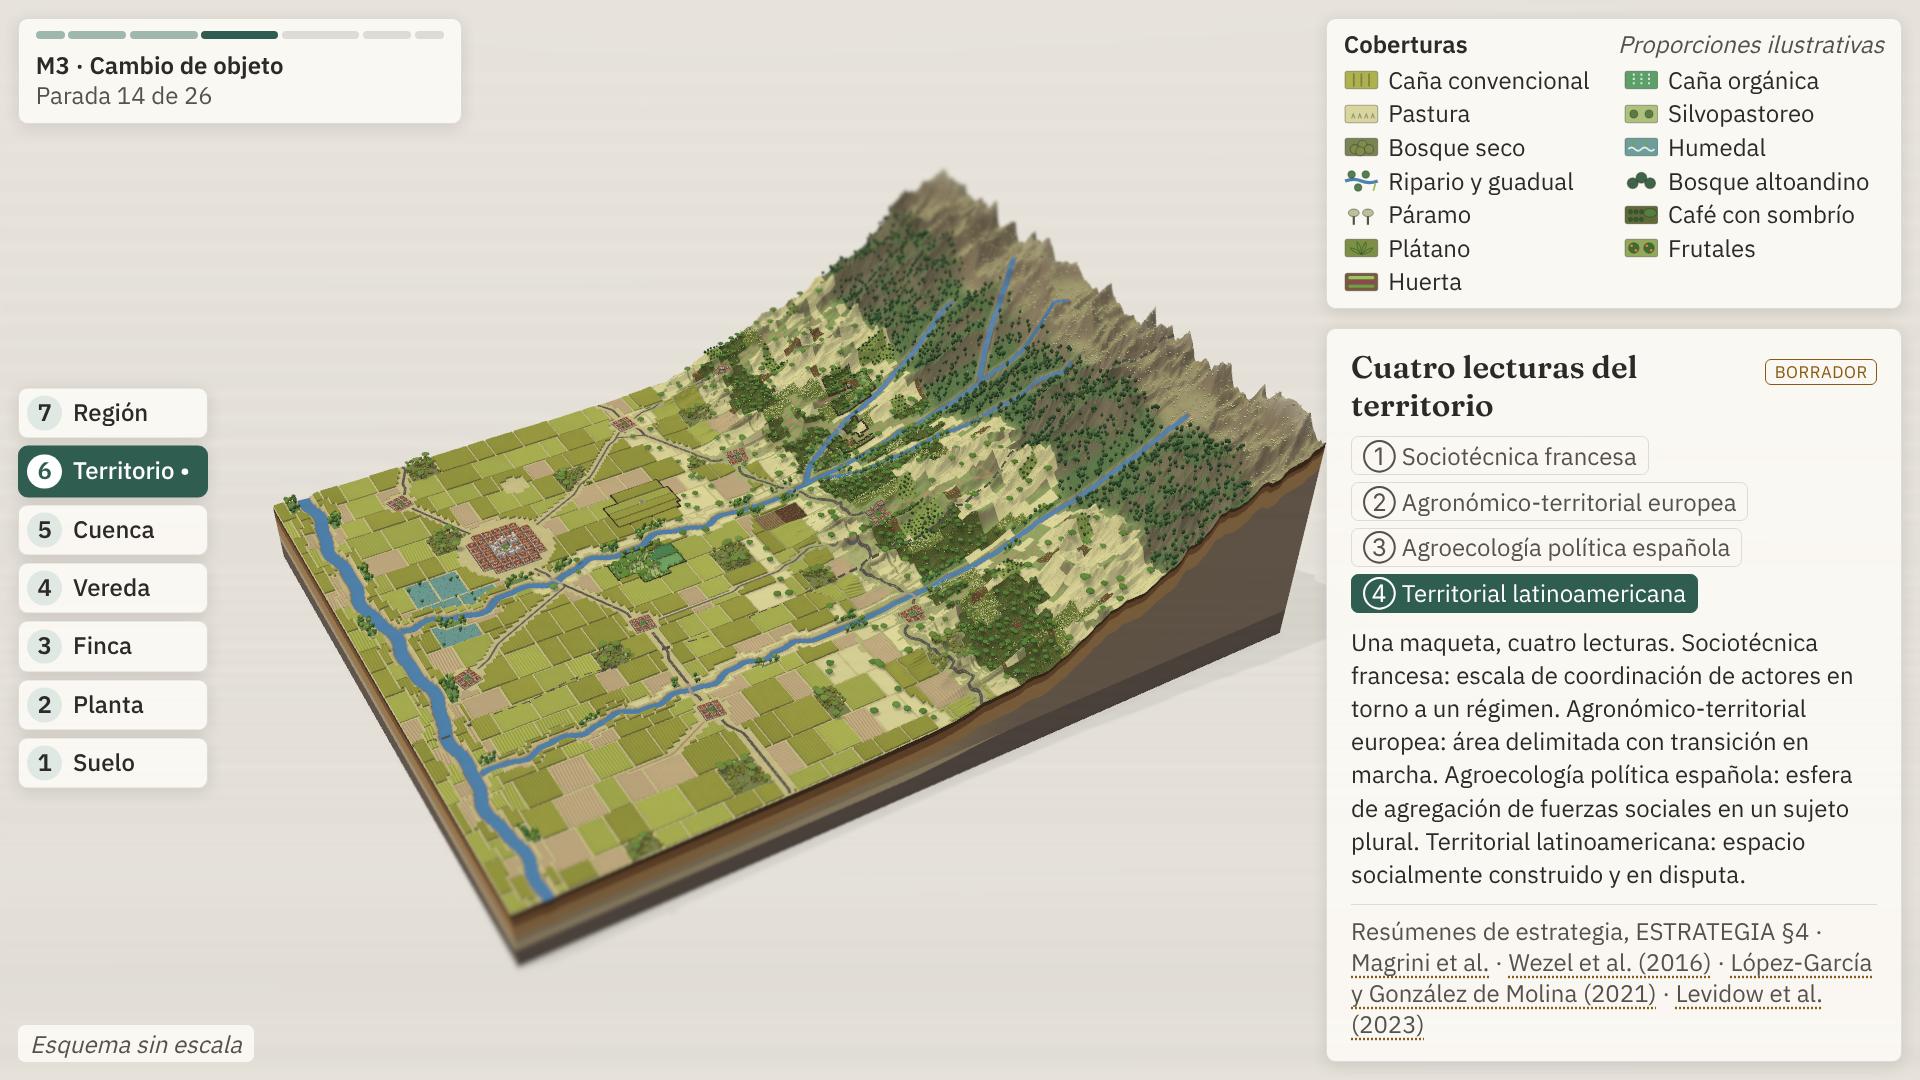 M3 · Cambio de objeto
Parada 14 de 26
7 Región
6 Territorio •
5 Cuenca
4 Vereda
3 Finca
2 Planta
1 Suelo
Esquema sin escala
Coberturas
Proporciones ilustrativas
Caña convencional
Caña orgánica
Pastura
Silvopastoreo
Bosque seco
Humedal
Ripario y guadual
Bosque altoandino
Páramo
Café con sombrío
Plátano
Frutales
Huerta
Cuatro lecturas del
territorio
BORRADOR
1 Sociotécnica francesa
2 Agronómico-territorial europea
3 Agroecología política española
4 Territorial latinoamericana
Una maqueta, cuatro lecturas. Sociotécnica
francesa: escala de coordinación de actores en
torno a un régimen. Agronómico-territorial
europea: área delimitada con transición en
marcha. Agroecología política española: esfera
de agregación de fuerzas sociales en un sujeto
plural. Territorial latinoamericana: espacio
socialmente construido y en disputa.
Resúmenes de estrategia, ESTRATEGIA §4 ·
Magrini et al. · Wezel et al. (2016) · López-García
y González de Molina (2021) · Levidow et al.
(2023)